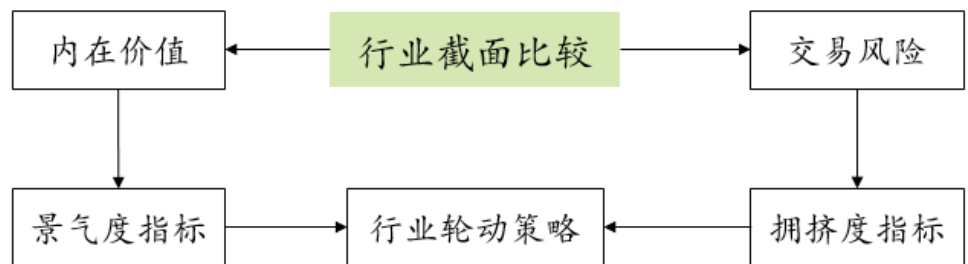 内在价值
行业截面比较
交易风险
景气度指标
行业轮动策略
拥挤度指标